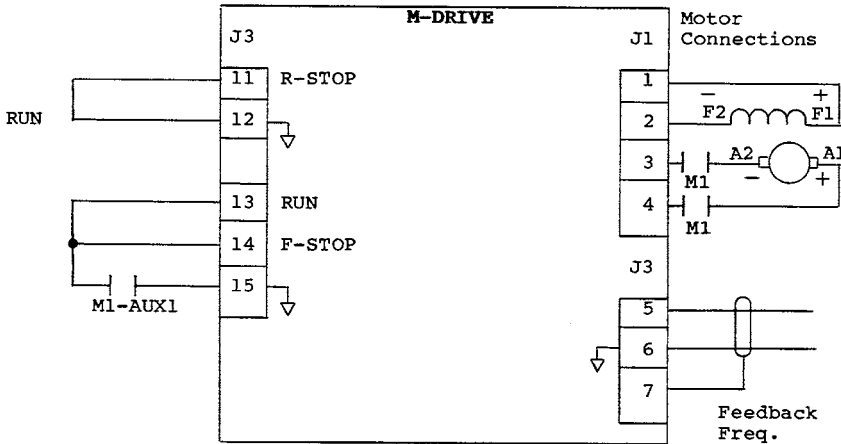 M-DRIVE
J3
11 R-STOP
RUN
12
13 RUN
14 F-STOP
15
M1-AUX1
J1
Motor
Connections
1
- +
2 F2 F1
3 A2 A1
M1 - +
4
M1
J3
5
6
7
Feedback
Freq.